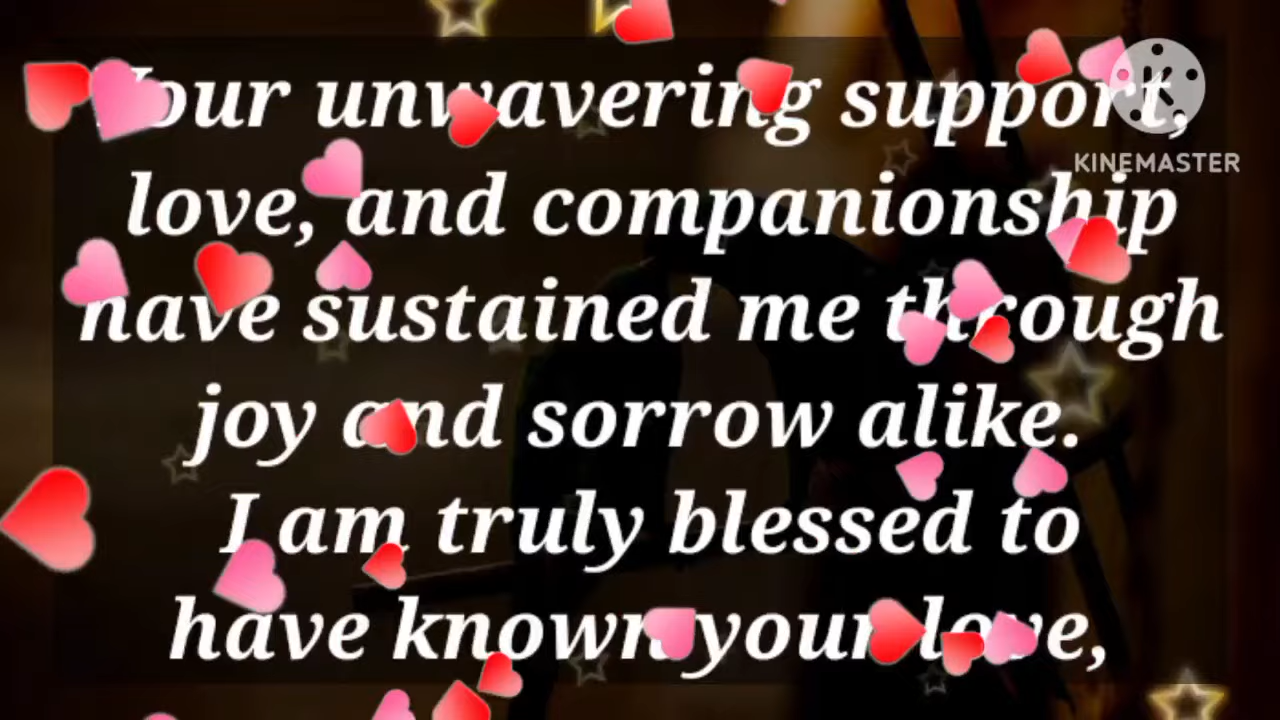 Your unwavering support,
love, and companionship
have sustained me through
joy and sorrow alike.
I am truly blessed to
have known your love,
KINEMASTER